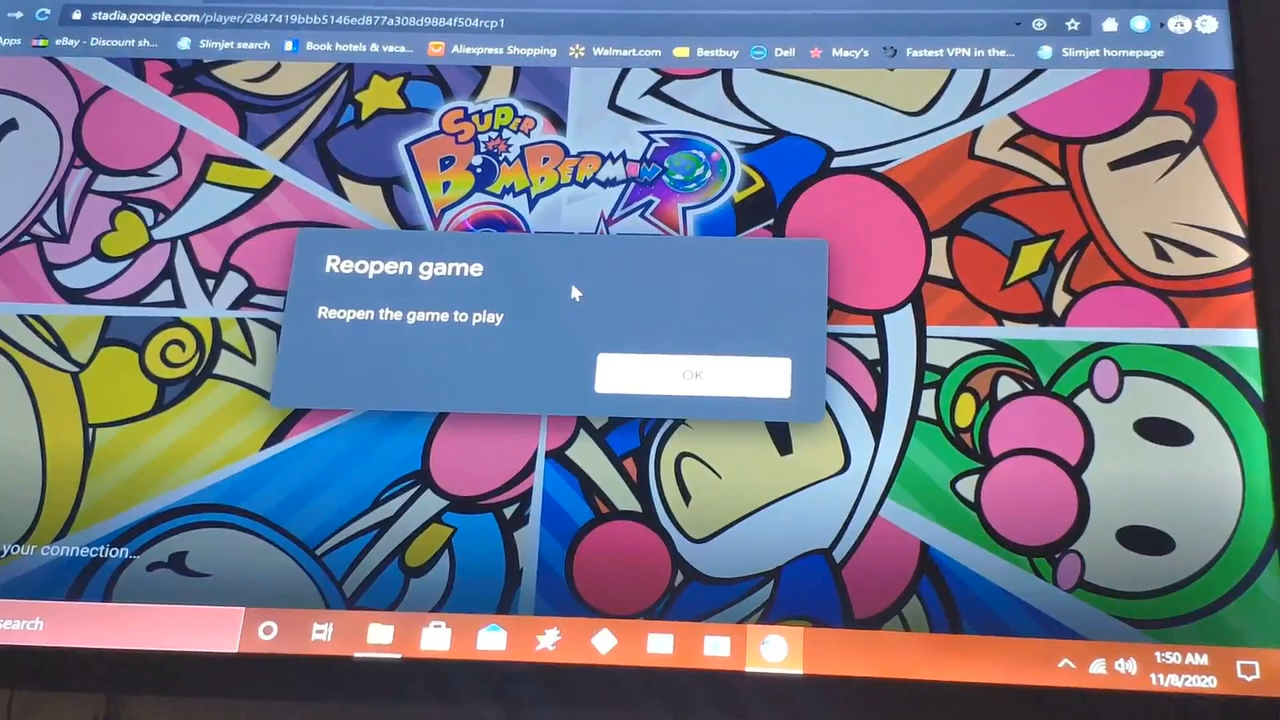 stadia.google.com/player/2847419bbb5146ed877a308d9884f504rcp1
Apps eBay - Discount sh... Slimjet search Book hotels & vaca... Aliexpress Shopping Walmart.com Bestbuy Dell Macy's Fastest VPN in the... Slimjet homepage
SUPER
BOMBERMAN R
Reopen game
Reopen the game to play
OK
your connection...
search
1:50 AM
11/8/2020